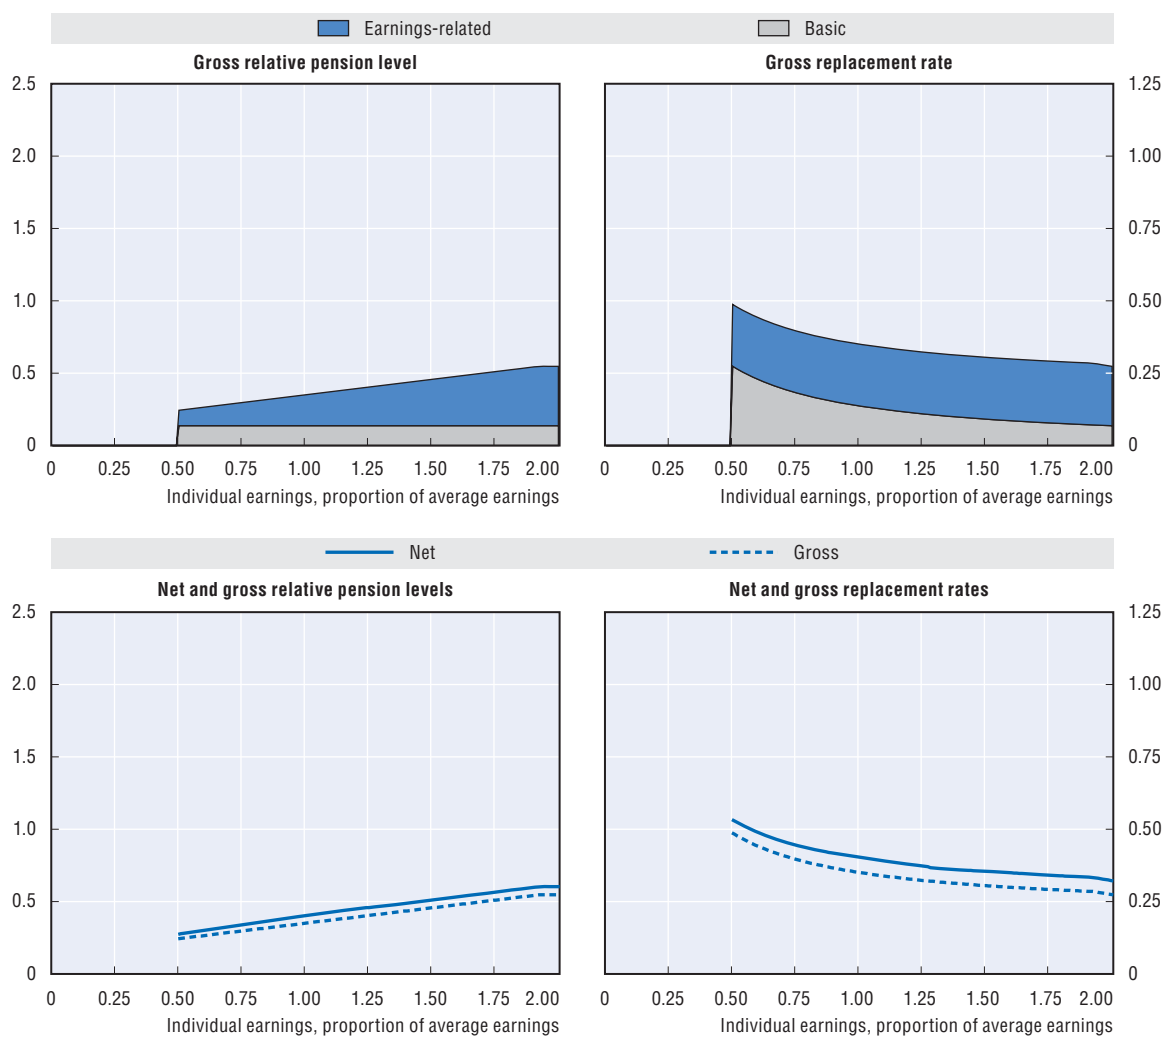 Earnings-related Basic
Gross relative pension level Gross replacement rate
2.5 1.25
2.0 1.00
1.5 0.75
1.0 0.50
0.5 0.25
0 0
0 0.25 0.50 0.75 1.00 1.25 1.50 1.75 2.00 0 0.25 0.50 0.75 1.00 1.25 1.50 1.75 2.00
Individual earnings, proportion of average earnings Individual earnings, proportion of average earnings
Net Gross
Net and gross relative pension levels Net and gross replacement rates
2.5 1.25
2.0 1.00
1.5 0.75
1.0 0.50
0.5 0.25
0 0
0 0.25 0.50 0.75 1.00 1.25 1.50 1.75 2.00 0 0.25 0.50 0.75 1.00 1.25 1.50 1.75 2.00
Individual earnings, proportion of average earnings Individual earnings, proportion of average earnings